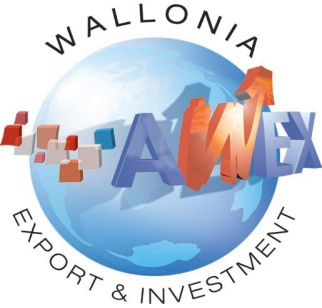 WALLONIA
AWEX
EXPORT & INVESTMENT